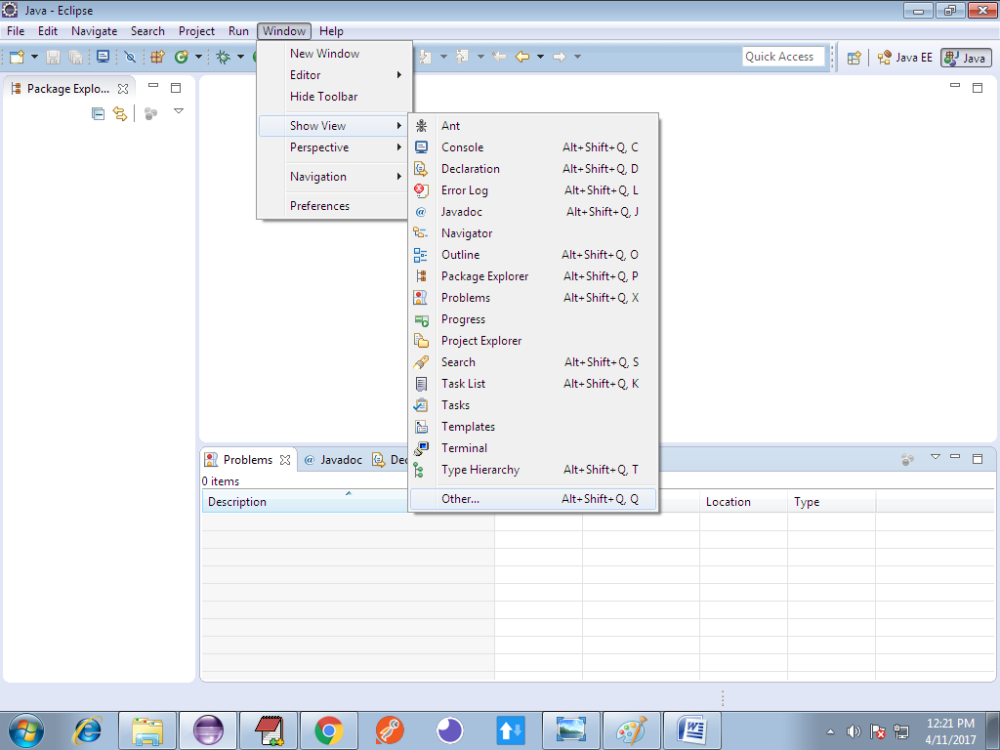 Java - Eclipse
File Edit Navigate Search Project Run Window Help
Quick Access
Java EE
Java
Package Explo...
New Window
Editor
Hide Toolbar
Show View
Perspective
Navigation
Preferences
Ant
Console Alt+Shift+Q, C
Declaration Alt+Shift+Q, D
Error Log Alt+Shift+Q, L
Javadoc Alt+Shift+Q, J
Navigator
Outline Alt+Shift+Q, O
Package Explorer Alt+Shift+Q, P
Problems Alt+Shift+Q, X
Progress
Project Explorer
Search Alt+Shift+Q, S
Task List Alt+Shift+Q, K
Tasks
Templates
Terminal
Type Hierarchy Alt+Shift+Q, T
Other... Alt+Shift+Q, Q
Problems @ Javadoc Dec
0 items
Description Location Type
12:21 PM
4/11/2017